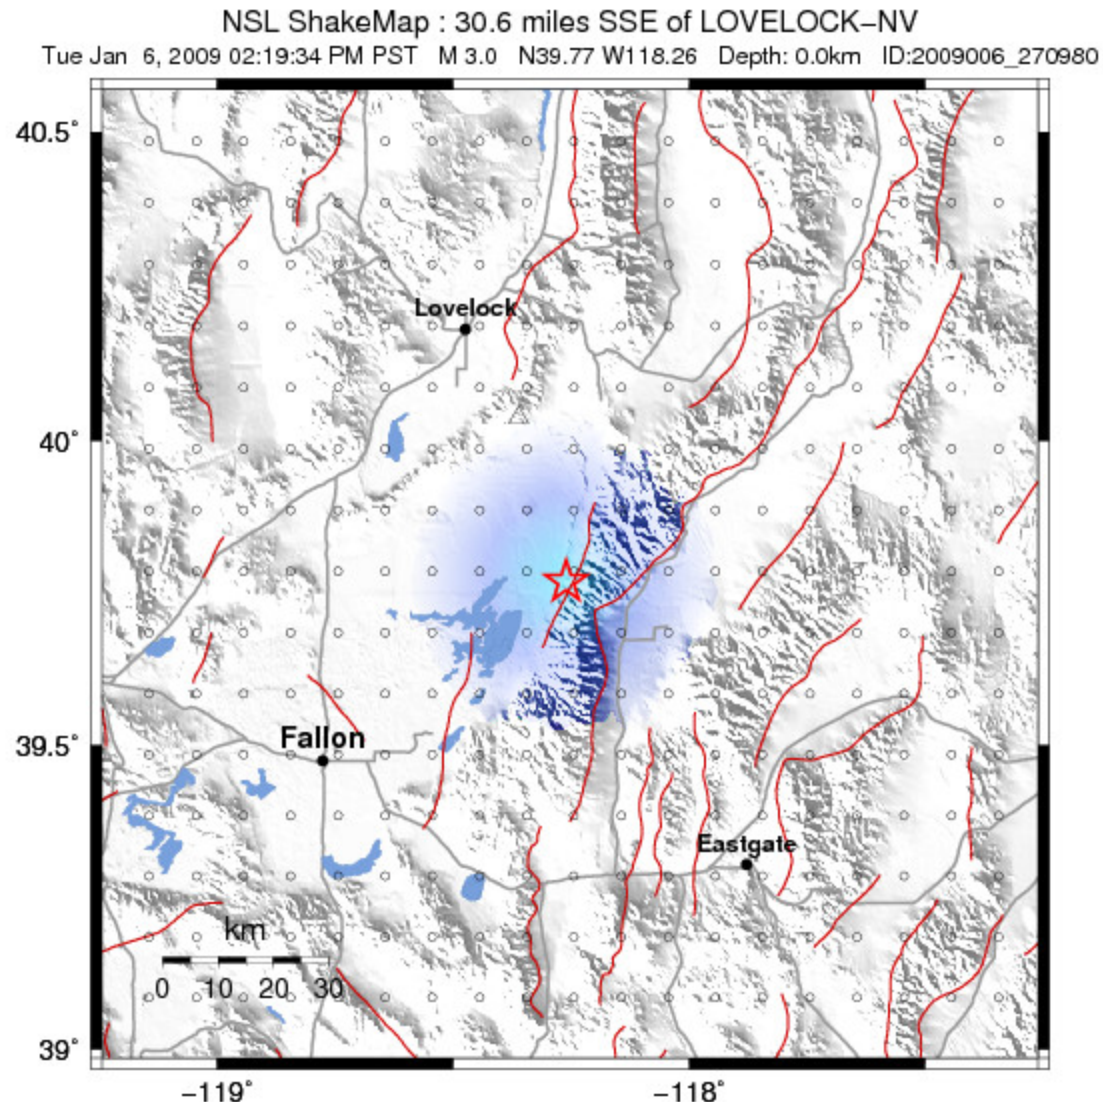 NSL ShakeMap : 30.6 miles SSE of LOVELOCK−NV
Tue Jan 6, 2009 02:19:34 PM PST M 3.0 N39.77 W118.26 Depth: 0.0km ID:2009006_270980
40.5°
Lovelock
40°
39.5°
Fallon
Eastgate
km
0 10 20 30
39°
−119° −118°